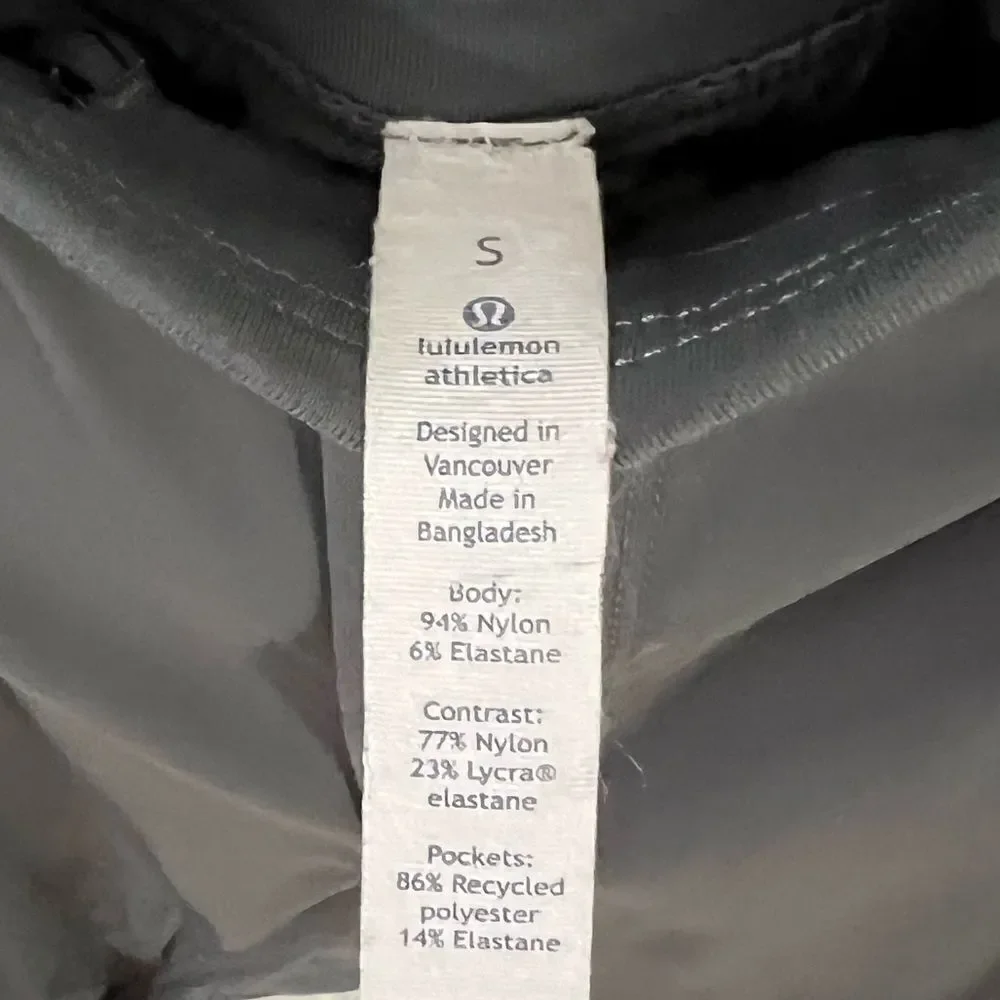 S
lululemon
athletica
Designed in
Vancouver
Made in
Bangladesh
Body:
94% Nylon
6% Elastane
Contrast:
77% Nylon
23% Lycra®
elastane
Pockets:
86% Recycled
polyester
14% Elastane